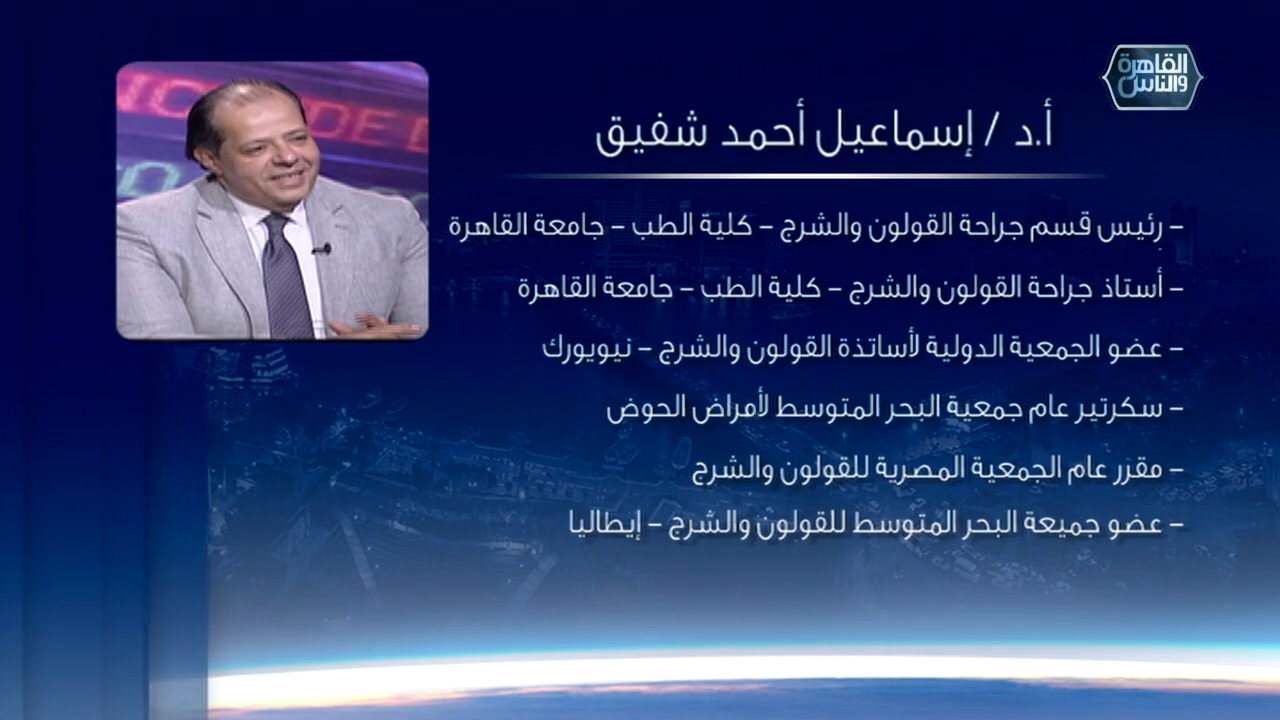 القاهرة
والناس
أ.د / إسماعيل أحمد شفيق
- رئيس قسم جراحة القولون والشرج - كلية الطب - جامعة القاهرة
- أستاذ جراحة القولون والشرج - كلية الطب - جامعة القاهرة
- عضو الجمعية الدولية لأساتذة القولون والشرج - نيويورك
- سكرتير عام جمعية البحر المتوسط لأمراض الحوض
- مقرر عام الجمعية المصرية للقولون والشرج
- عضو جميعة البحر المتوسط للقولون والشرج - إيطاليا